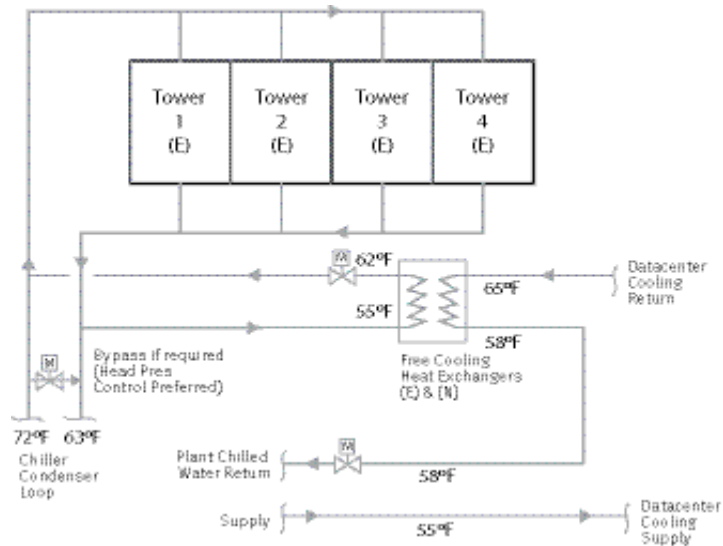 Tower
1
(E)
Tower
2
(E)
Tower
3
(E)
Tower
4
(E)
M
62ºF
65ºF
Datacenter
Cooling
Return
55ºF
58ºF
Free Cooling
Heat Exchangers
(E) & (N)
M
Bypass if required
(Head Pres
Control Preferred)
72ºF 63ºF
Chiller
Condenser
Loop
Plant Chilled
Water Return
M
58ºF
Supply
55ºF
Datacenter
Cooling
Supply